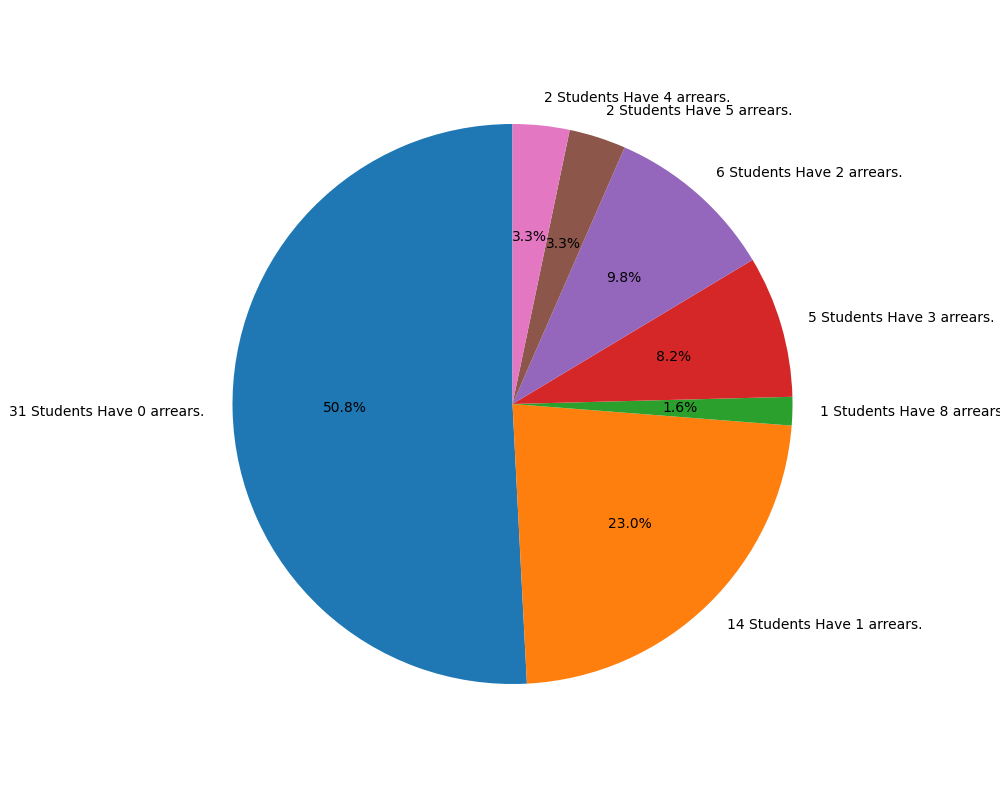 2 Students Have 4 arrears.
2 Students Have 5 arrears.
6 Students Have 2 arrears.
3.3%
3.3%
9.8%
5 Students Have 3 arrears.
8.2%
31 Students Have 0 arrears.
50.8%
1.6%
1 Students Have 8 arrears
23.0%
14 Students Have 1 arrears.